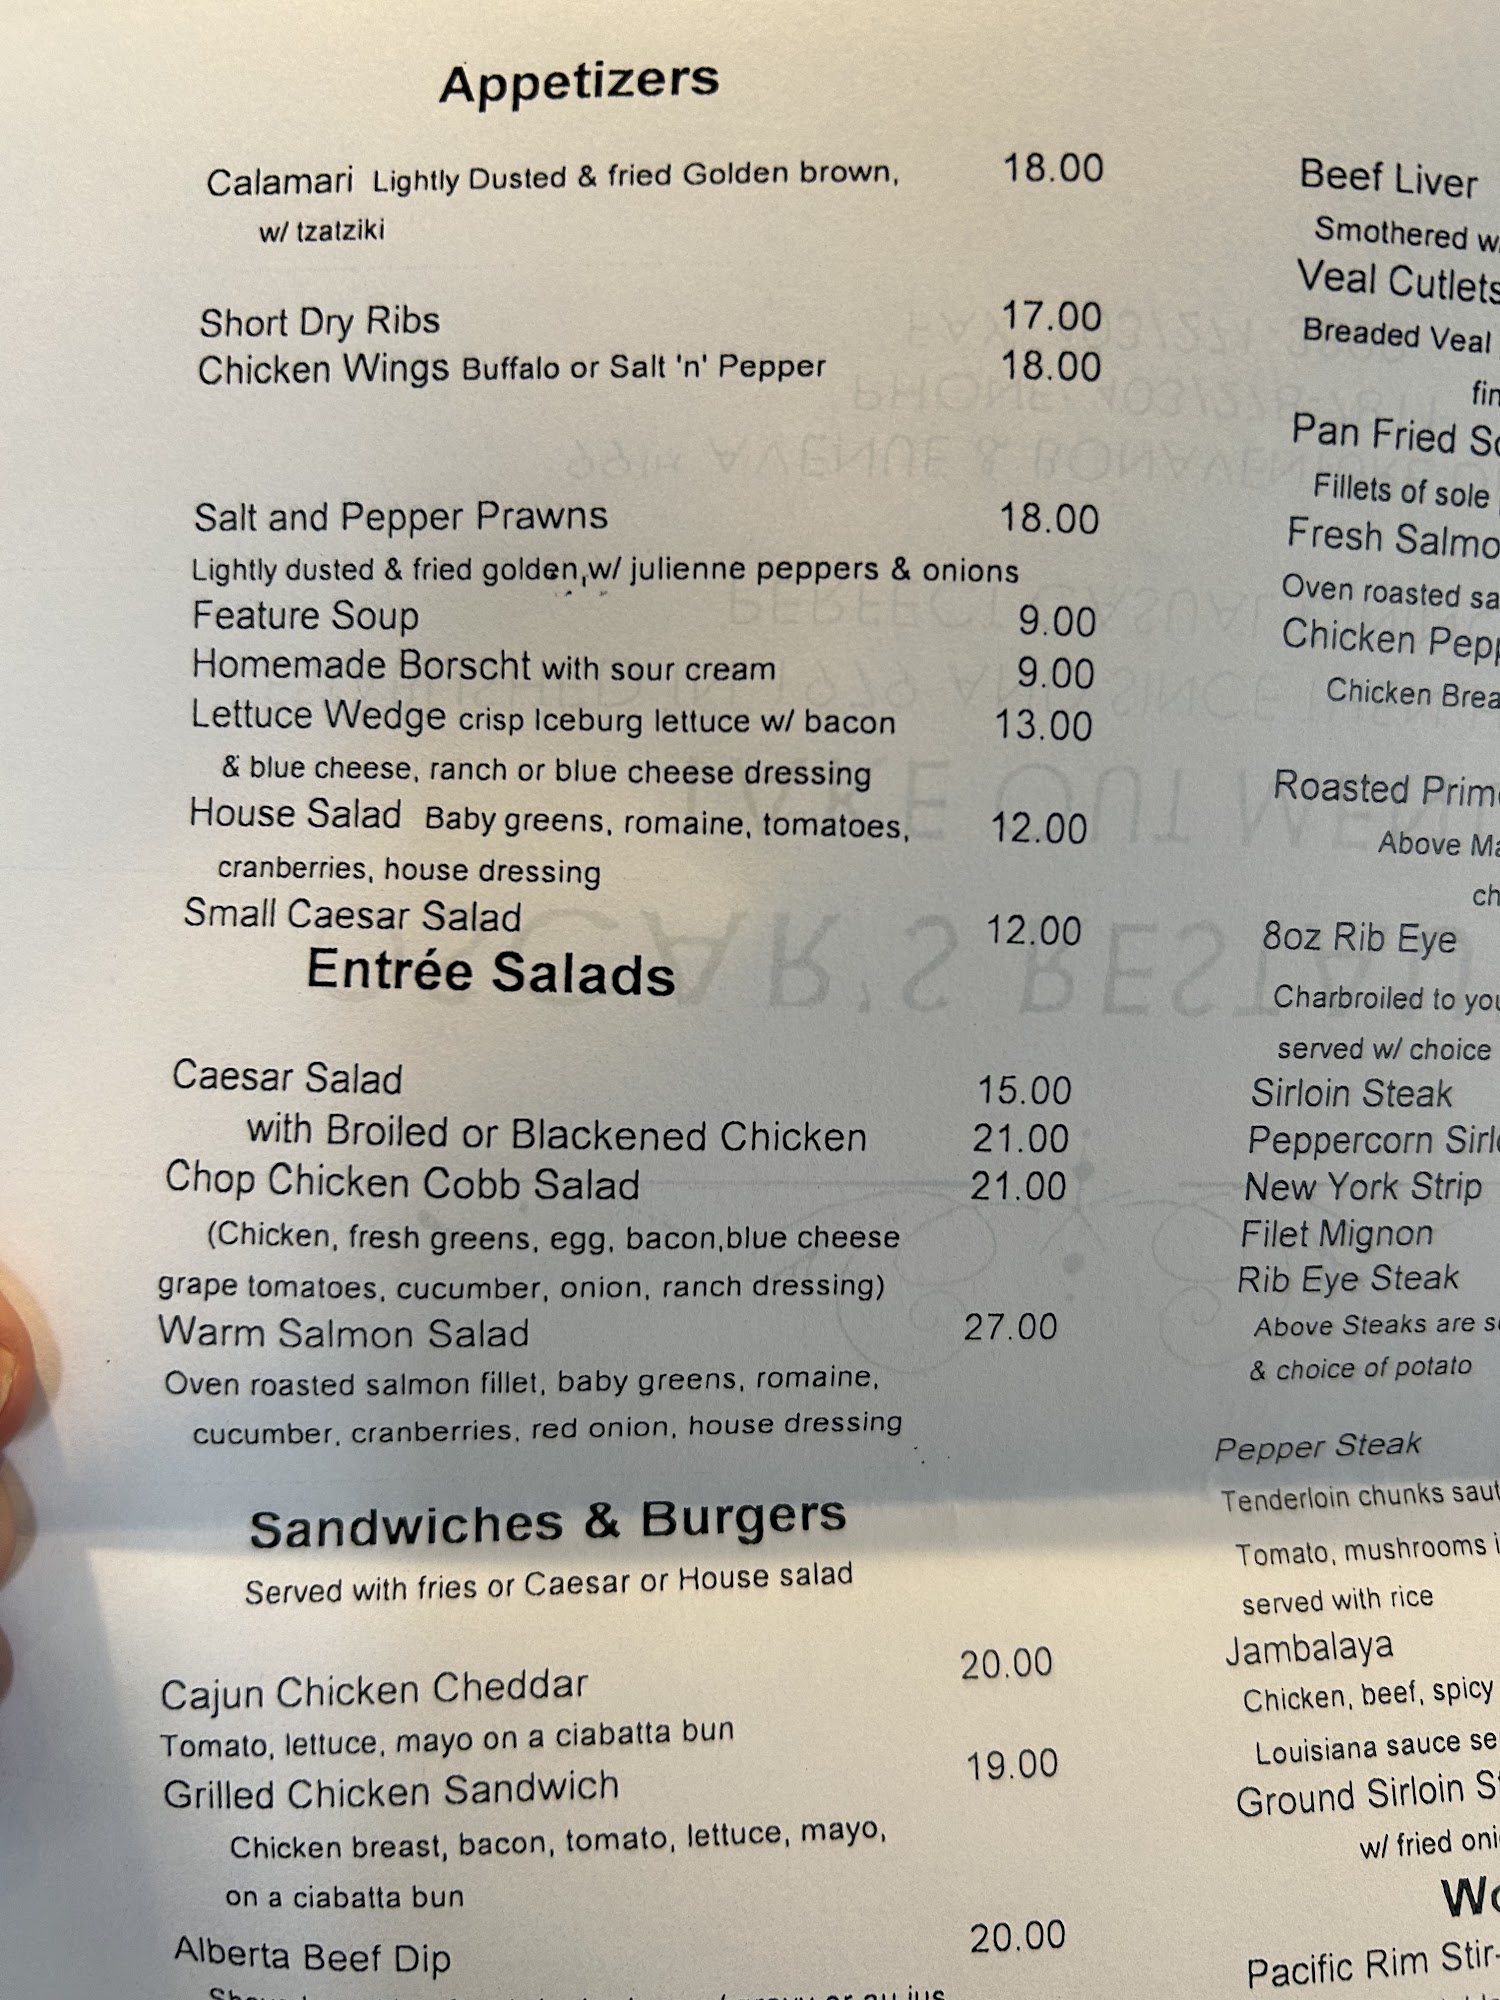 Appetizers
Calamari Lightly Dusted & fried Golden brown, 18.00
w/ tzatziki
Short Dry Ribs 17.00
Chicken Wings Buffalo or Salt 'n' Pepper 18.00
Salt and Pepper Prawns 18.00
Lightly dusted & fried golden,w/ julienne peppers & onions
Feature Soup 9.00
Homemade Borscht with sour cream 9.00
Lettuce Wedge crisp Iceburg lettuce w/ bacon 13.00
& blue cheese, ranch or blue cheese dressing
House Salad Baby greens, romaine, tomatoes, 12.00
cranberries, house dressing
Small Caesar Salad 12.00
Entrée Salads
Caesar Salad 15.00
with Broiled or Blackened Chicken 21.00
Chop Chicken Cobb Salad 21.00
(Chicken, fresh greens, egg, bacon,blue cheese
grape tomatoes, cucumber, onion, ranch dressing)
Warm Salmon Salad 27.00
Oven roasted salmon fillet, baby greens, romaine,
cucumber, cranberries, red onion, house dressing
Sandwiches & Burgers
Served with fries or Caesar or House salad
Cajun Chicken Cheddar 20.00
Tomato, lettuce, mayo on a ciabatta bun
Grilled Chicken Sandwich 19.00
Chicken breast, bacon, tomato, lettuce, mayo,
on a ciabatta bun
Alberta Beef Dip 20.00
or au jus
Beef Liver
Smothered w/
Veal Cutlets
Breaded Veal
Pan Fried
Fillets of sole
Fresh
Oven roasted
Chicken
Chicken
Roasted
Above
8oz Rib Eye
Charbroiled to
served w/ choice
Sirloin Steak
Peppercorn
New York Strip
Filet Mignon
Rib Eye Steak
Above Steaks are
& choice of potato
Pepper Steak
Tenderloin chunks
Tomato, mushrooms
served with rice
Jambalaya
Chicken, beef, spicy
Louisiana sauce
Ground Sirloin
w/ fried
Pacific Rim